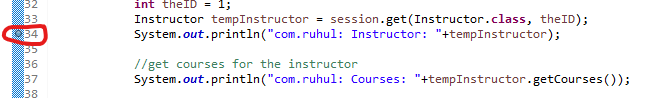 32 int theID = 1;
33 Instructor tempInstructor = session.get(Instructor.class, theID);
34 System.out.println("com.ruhul: Instructor: "+tempInstructor);
35
36 //get courses for the instructor
37 System.out.println("com.ruhul: Courses: "+tempInstructor.getCourses());
38